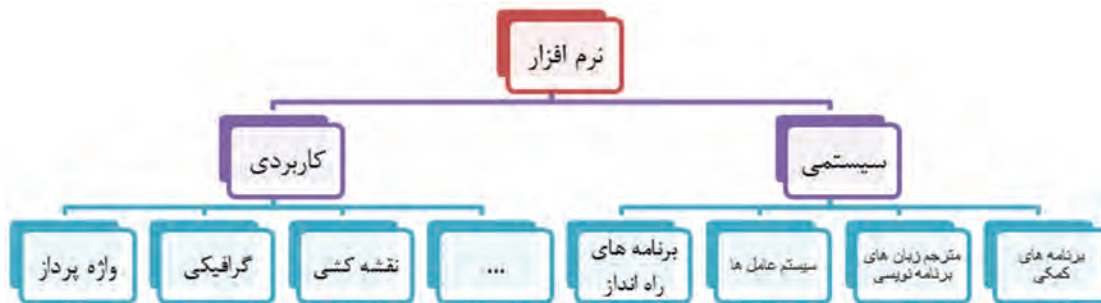 نرم افزار
سیستمی
کاربردی
برنامه های
کمکی
مترجم زبان های
برنامه نویسی
سیستم عامل ها
برنامه های
راه انداز
...
نقشه کشی
گرافیکی
واژه پرداز